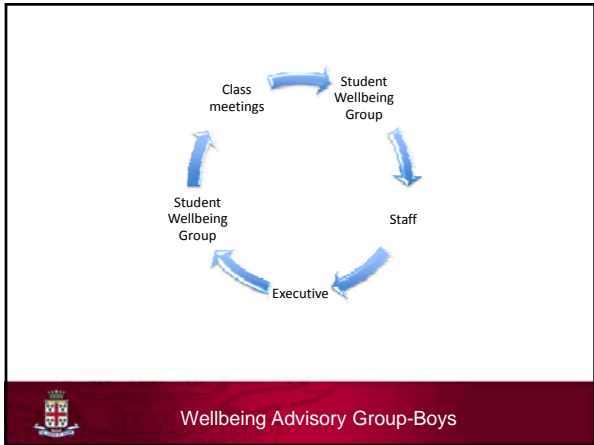 Class
meetings
Student
Wellbeing
Group
Staff
Executive
Student
Wellbeing
Group
Wellbeing Advisory Group-Boys